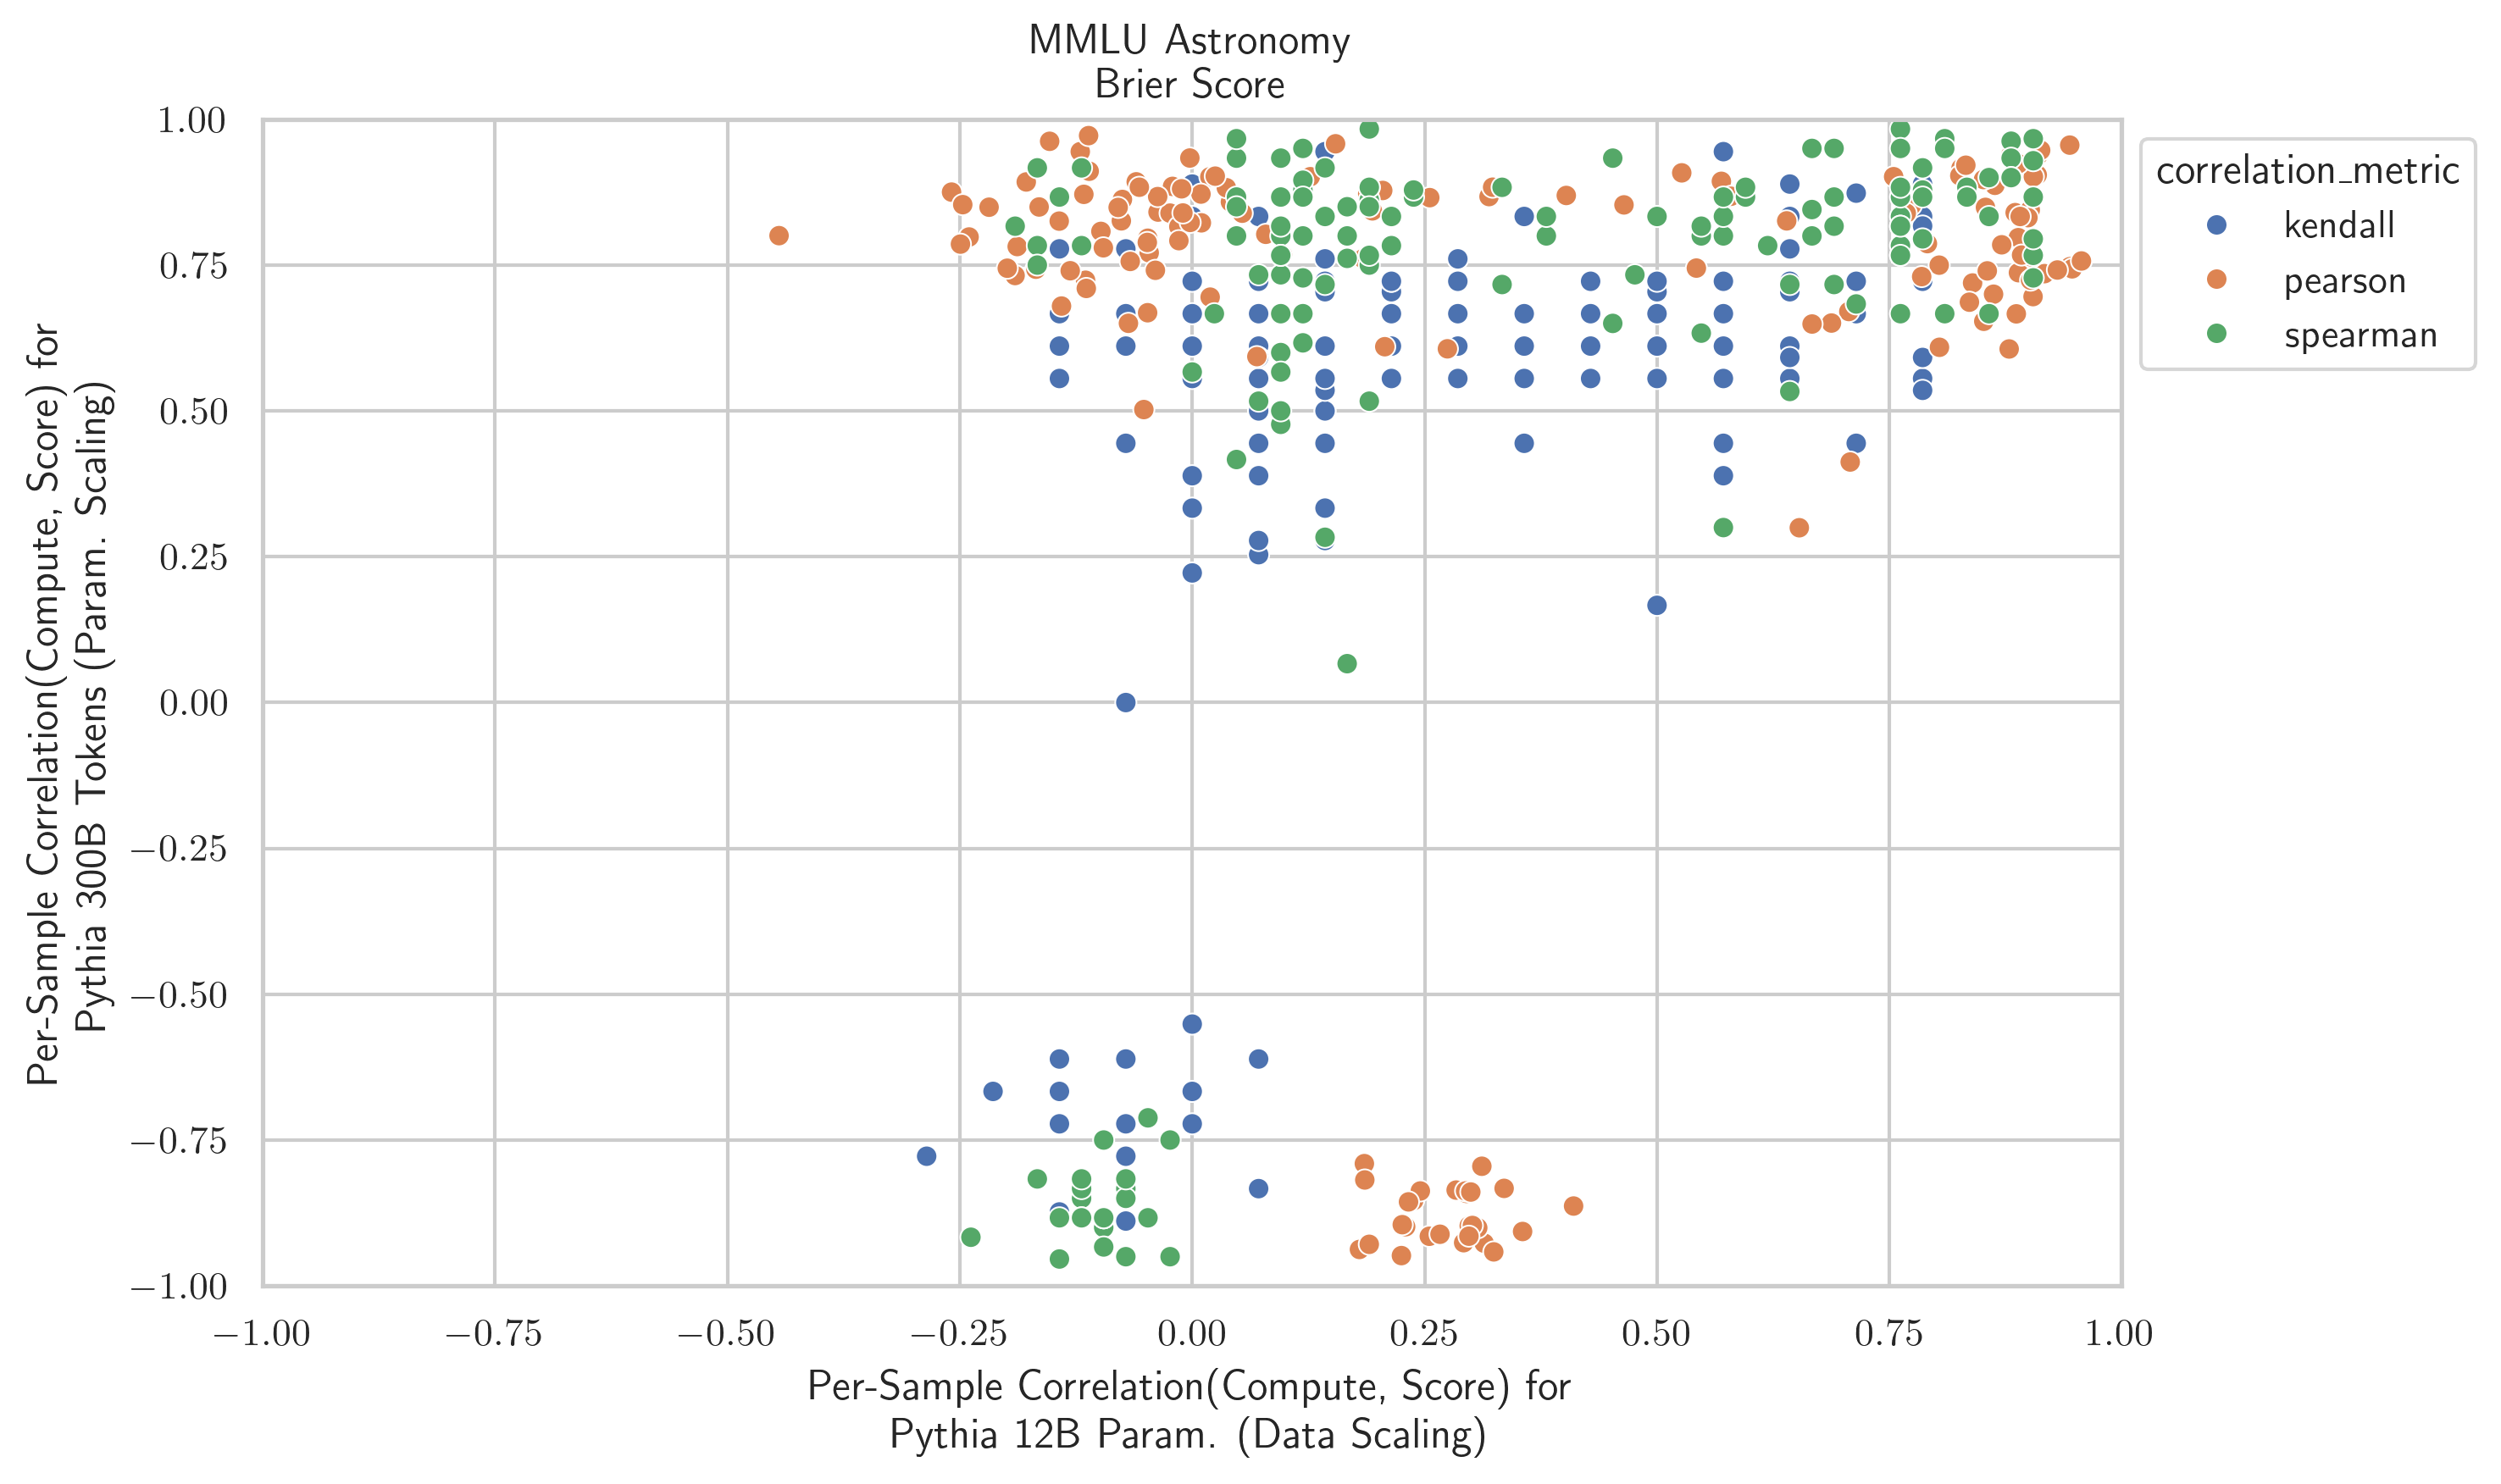 MMLU Astronomy
Brier Score
Per-Sample Correlation(Compute, Score) for
Pythia 300B Tokens (Param. Scaling)
1.00
0.75
0.50
0.25
0.00
−0.25
−0.50
−0.75
−1.00
−1.00 −0.75 −0.50 −0.25 0.00 0.25 0.50 0.75 1.00
Per-Sample Correlation(Compute, Score) for
Pythia 12B Param. (Data Scaling)
correlation_metric
kendall
pearson
spearman